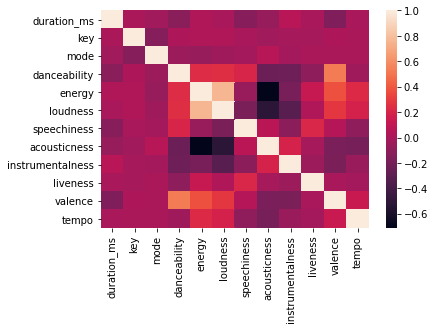 duration_ms
key
mode
danceability
energy
loudness
speechiness
acousticness
instrumentalness
liveness
valence
tempo
duration_ms
key
mode
danceability
energy
loudness
speechiness
acousticness
instrumentalness
liveness
valence
tempo
1.0
0.8
0.6
0.4
0.2
0.0
−0.2
−0.4
−0.6